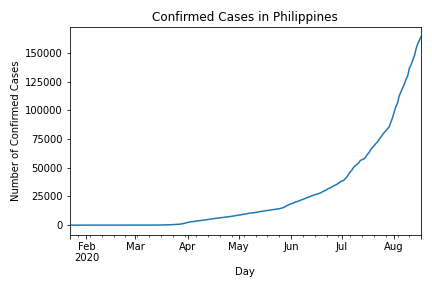 Confirmed Cases in Philippines
Number of Confirmed Cases
150000
125000
100000
75000
50000
25000
0
Feb Mar Apr May Jun Jul Aug
2020
Day